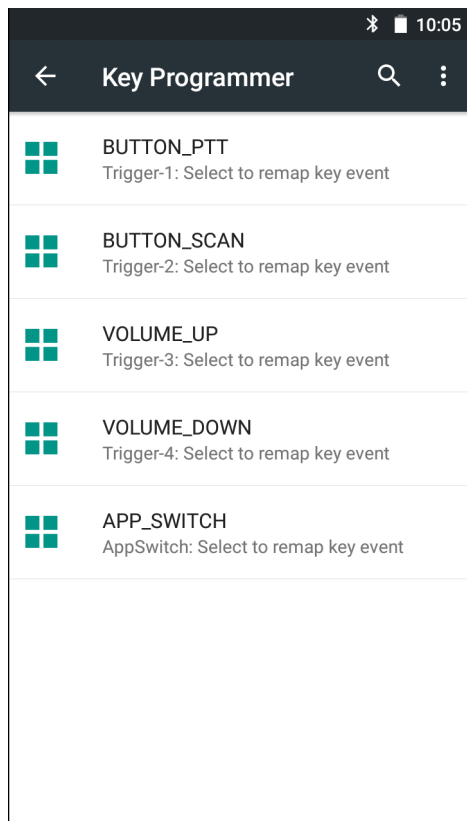 10:05
Key Programmer
BUTTON_PTT
Trigger-1: Select to remap key event
BUTTON_SCAN
Trigger-2: Select to remap key event
VOLUME_UP
Trigger-3: Select to remap key event
VOLUME_DOWN
Trigger-4: Select to remap key event
APP_SWITCH
AppSwitch: Select to remap key event